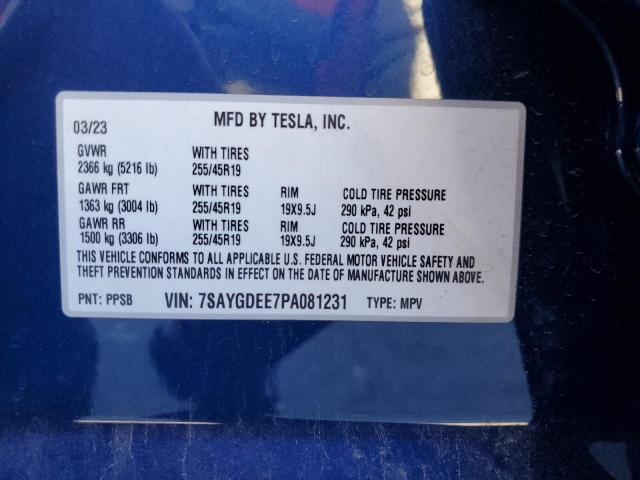 03/23 MFD BY TESLA, INC.
GVWR WITH TIRES
2366 kg (5216 lb) 255/45R19
GAWR FRT WITH TIRES RIM COLD TIRE PRESSURE
1363 kg (3004 lb) 255/45R19 19X9.5J 290 kPa, 42 psi
GAWR RR WITH TIRES RIM COLD TIRE PRESSURE
1500 kg (3306 lb) 255/45R19 19X9.5J 290 kPa, 42 psi
THIS VEHICLE CONFORMS TO ALL APPLICABLE U.S. FEDERAL MOTOR VEHICLE SAFETY AND
THEFT PREVENTION STANDARDS IN EFFECT ON THE DATE OF MANUFACTURE SHOWN ABOVE.
PNT: PPSB VIN: 7SAYGDEE7PA081231 TYPE: MPV